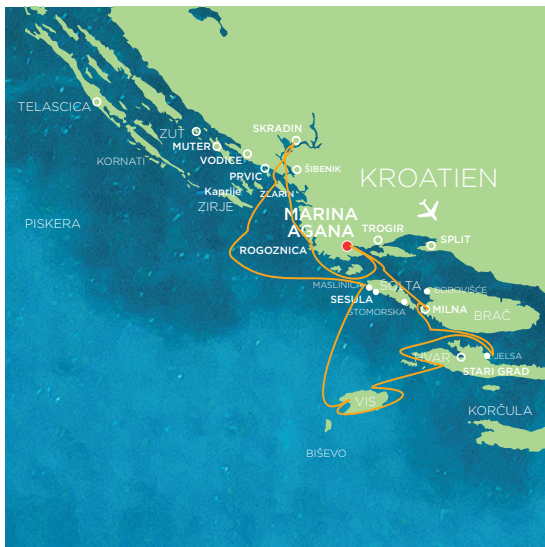 TELASCICA
ZUT
MUTER
VODICE
SKRADIN
KORNATI
PRVIC
ŠIBENIK
Kaprije
ZLARIN
ZIRJE
KROATIEN
PISKERA
MARINA
AGANA
TROGIR
SPLIT
ROGOZNICA
MASLINICA
ŠOLTA
BOBOVIŠĆE
SESULA
STOMORSKA
MILNA
BRAČ
HVAR
JELSA
STARI GRAD
VIS
KORČULA
BIŠEVO